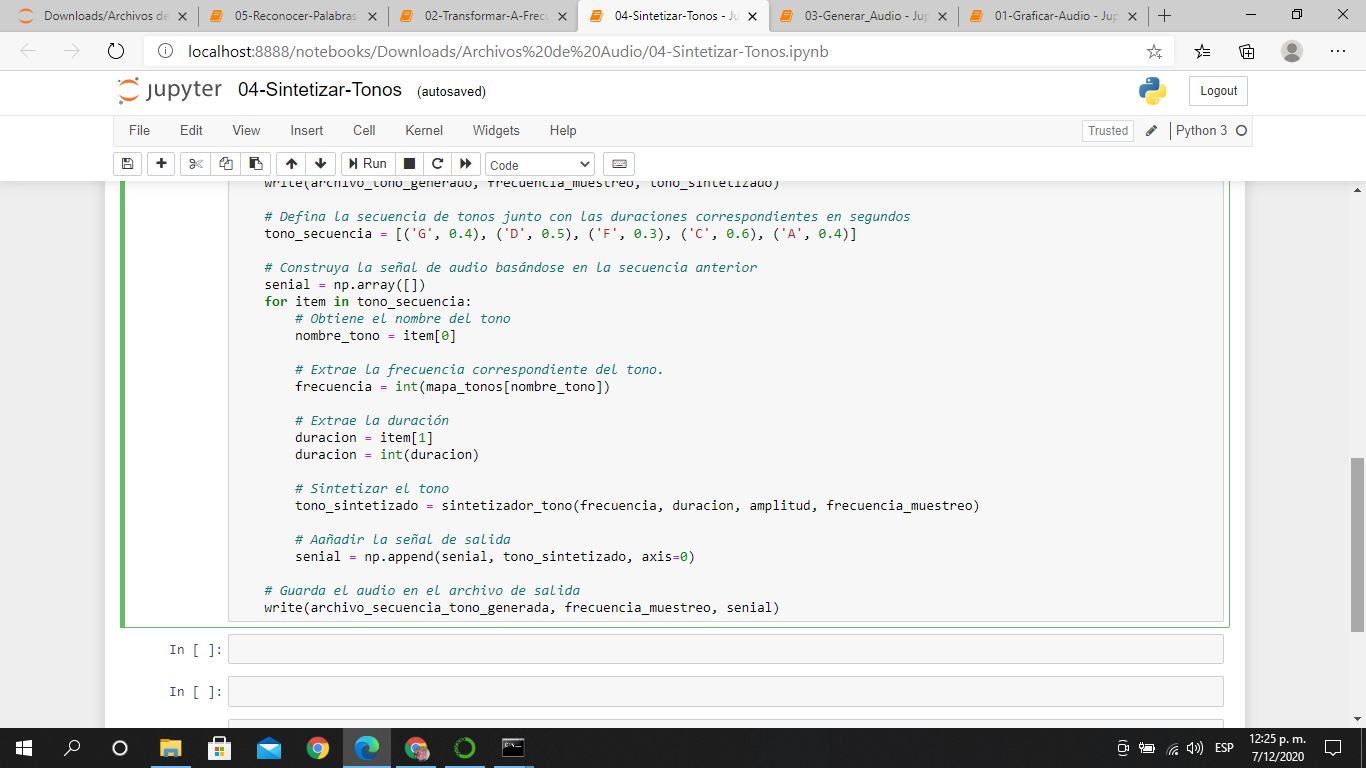 Downloads/Archivos de
05-Reconocer-Palabras
02-Transformar-A-Frecu
04-Sintetizar-Tonos - Ju
03-Generar_Audio - Jup
01-Graficar-Audio - Jup
localhost:8888/notebooks/Downloads/Archivos%20de%20Audio/04-Sintetizar-Tonos.ipynb
jupyter 04-Sintetizar-Tonos (autosaved)
Logout
File Edit View Insert Cell Kernel Widgets Help
Trusted Python 3
Run Code
write(archivo_tono_generado, frecuencia_muestreo, tono_sintetizado)
# Defina la secuencia de tonos junto con las duraciones correspondientes en segundos
tono_secuencia = [('G', 0.4), ('D', 0.5), ('F', 0.3), ('C', 0.6), ('A', 0.4)]
# Construya la señal de audio basándose en la secuencia anterior
senial = np.array([])
for item in tono_secuencia:
# Obtiene el nombre del tono
nombre_tono = item[0]
# Extrae la frecuencia correspondiente del tono.
frecuencia = int(mapa_tonos[nombre_tono])
# Extrae la duración
duracion = item[1]
duracion = int(duracion)
# Sintetizar el tono
tono_sintetizado = sintetizador_tono(frecuencia, duracion, amplitud, frecuencia_muestreo)
# Aañadir la señal de salida
senial = np.append(senial, tono_sintetizado, axis=0)
# Guarda el audio en el archivo de salida
write(archivo_secuencia_tono_generada, frecuencia_muestreo, senial)
In [ ]:
In [ ]:
ESP
12:25 p. m.
7/12/2020